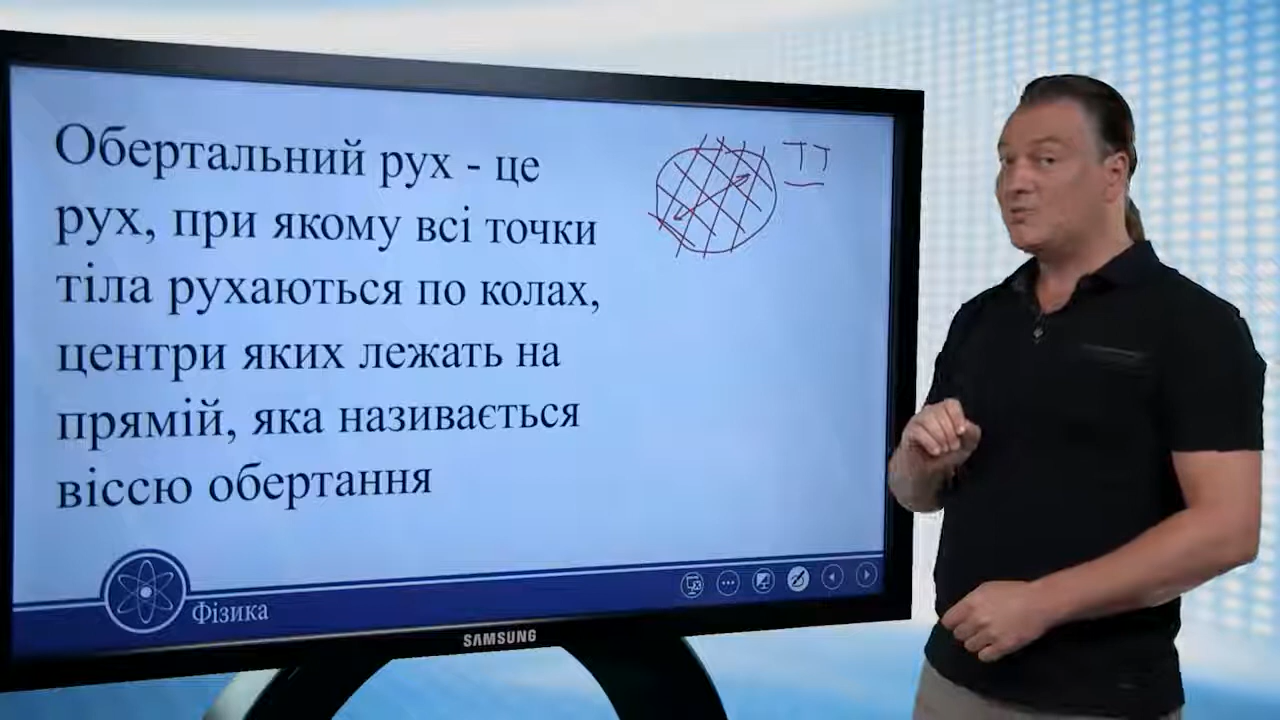 Обертальний рух - це
рух, при якому всі точки
тіла рухаються по колах,
центри яких лежать на
прямій, яка називається
віссю обертання
ТТ
Фізика
SAMSUNG